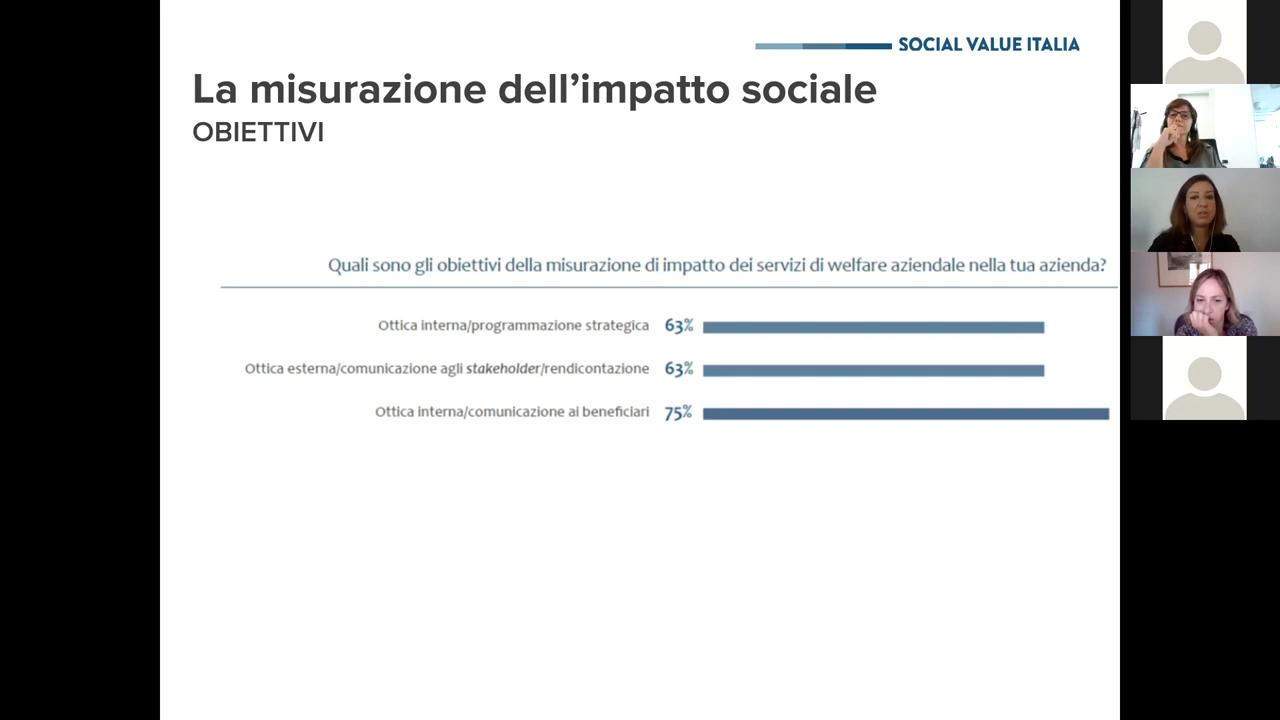 SOCIAL VALUE ITALIA
La misurazione dell’impatto sociale
OBIETTIVI
Quali sono gli obiettivi della misurazione di impatto dei servizi di welfare aziendale nella tua azienda?
Ottica interna/programmazione strategica 63%
Ottica esterna/comunicazione agli stakeholder/rendicontazione 63%
Ottica interna/comunicazione ai beneficiari 75%